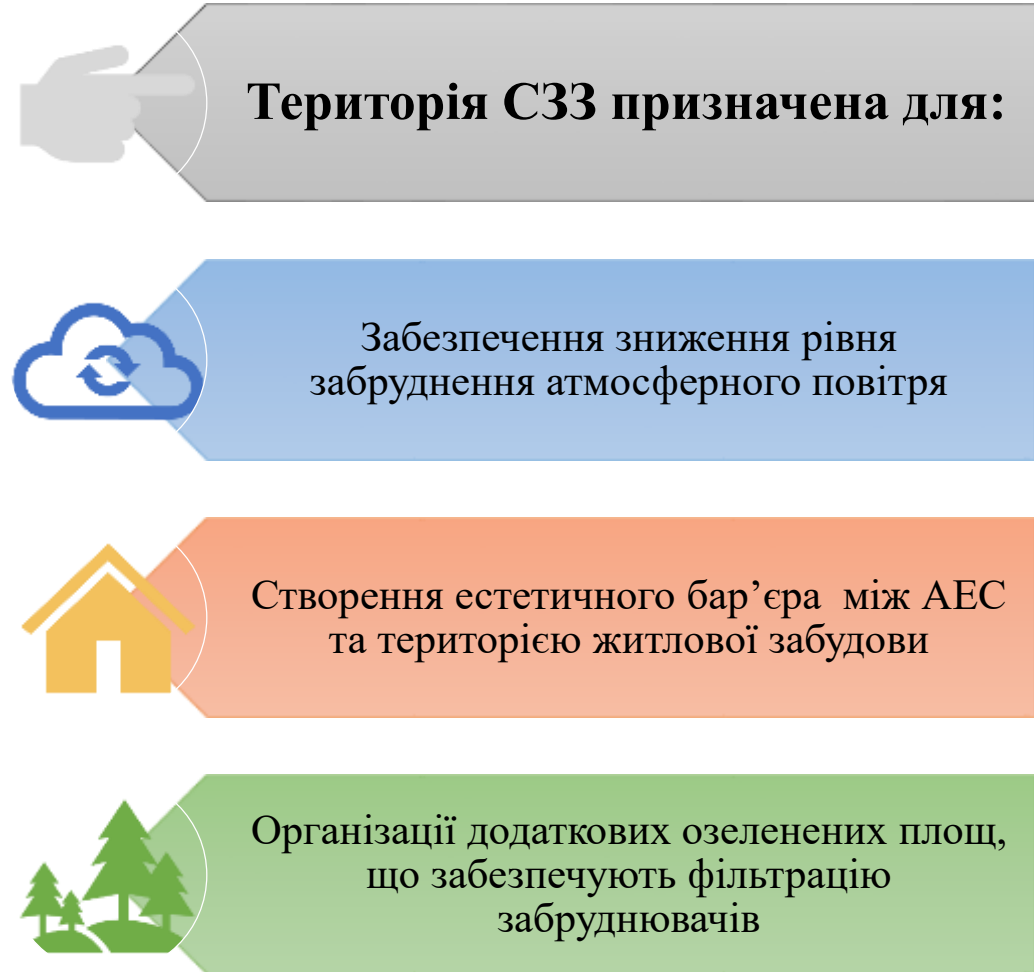 Територія СЗЗ призначена для:
Забезпечення зниження рівня
забруднення атмосферного повітря
Створення естетичного бар’єра  між АЕС
та територією житлової забудови
Організації додаткових озеленених площ,
що забезпечують фільтрацію
забруднювачів